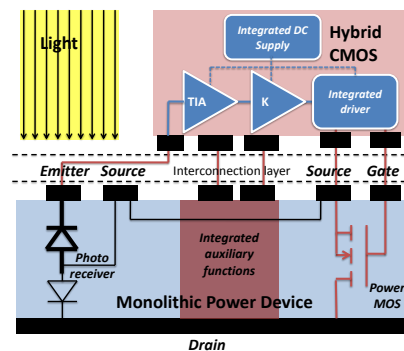 Light
Integrated DC
Supply
Hybrid
CMOS
TIA
K
Integrated
driver
Emitter Source Interconnection layer Source Gate
Photo
receiver
Integrated
auxiliary
functions
Power
MOS
Monolithic Power Device
Drain